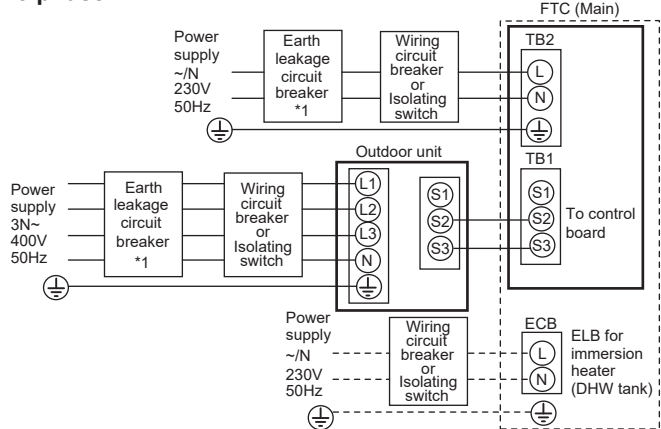 FTC (Main)
Power
supply
~/N
230V
50Hz
Earth
leakage
circuit
breaker
*1
Wiring
circuit
breaker
or
Isolating
switch
TB2
L
N
Outdoor unit
TB1
Power
supply
3N~
400V
50Hz
Earth
leakage
circuit
breaker
*1
Wiring
circuit
breaker
or
Isolating
switch
L1
L2
L3
N
S1
S2
S3
S1
S2
S3
To control
board
Power
supply
~/N
230V
50Hz
Wiring
circuit
breaker
or
Isolating
switch
ECB
L
N
ELB for
immersion
heater
(DHW tank)